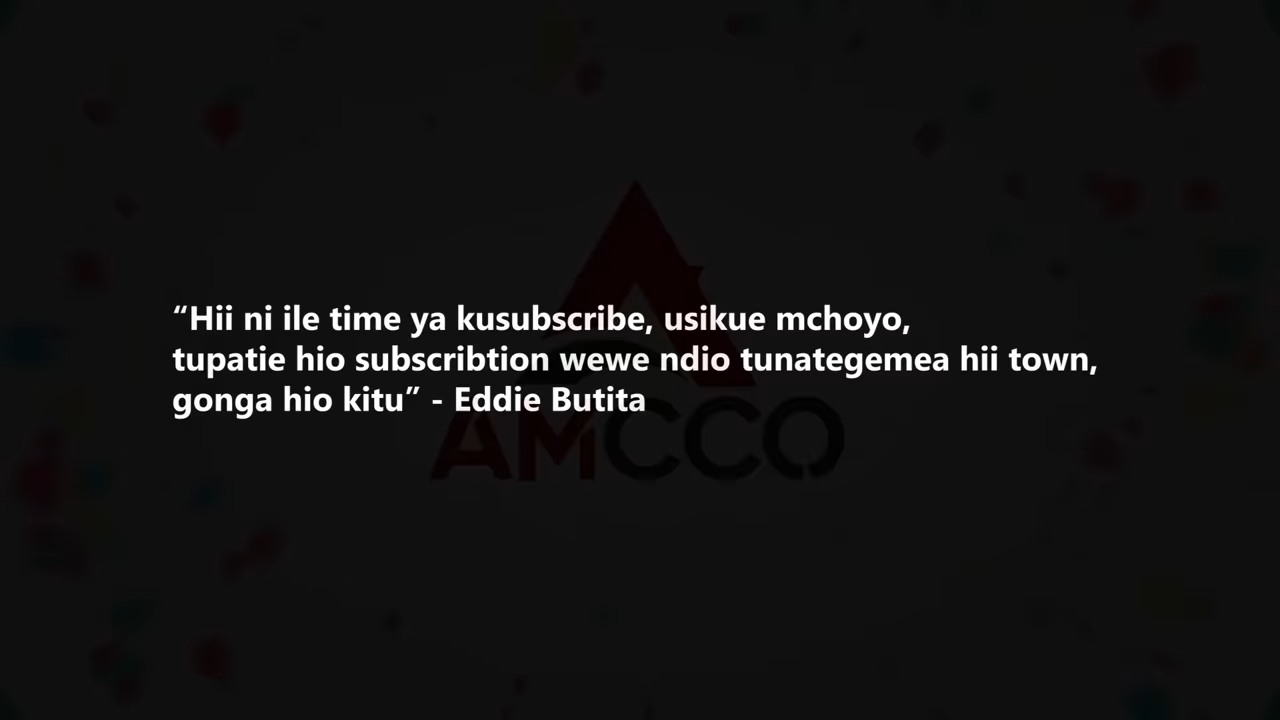 “Hii ni ile time ya kusubscribe, usikue mchoyo,
tupatie hio subscribtion wewe ndio tunategemea hii town,
gonga hio kitu” - Eddie Butita
AMCCO